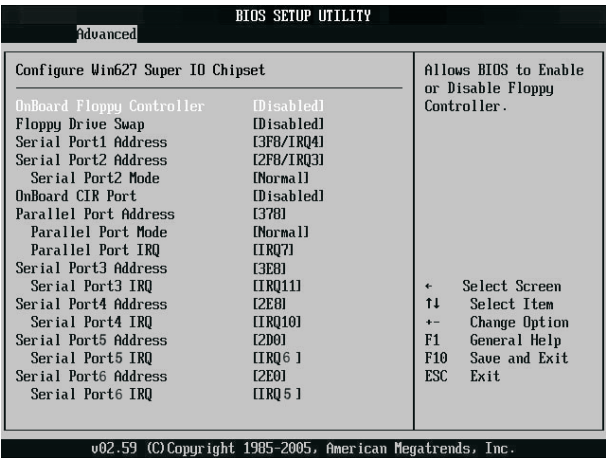 BIOS SETUP UTILITY
Advanced
Configure Win627 Super IO Chipset
OnBoard Floppy Controller [Disabled]
Floppy Drive Swap [Disabled]
Serial Port1 Address [3F8/IRQ4]
Serial Port2 Address [2F8/IRQ3]
Serial Port2 Mode [Normal]
OnBoard CIR Port [Disabled]
Parallel Port Address [378]
Parallel Port Mode [Normal]
Parallel Port IRQ [IRQ7]
Serial Port3 Address [3E8]
Serial Port3 IRQ [IRQ11]
Serial Port4 Address [2E8]
Serial Port4 IRQ [IRQ10]
Serial Port5 Address [2D0]
Serial Port5 IRQ [IRQ6 ]
Serial Port6 Address [2E0]
Serial Port6 IRQ [IRQ5 ]
Allows BIOS to Enable
or Disable Floppy
Controller.
← Select Screen
↑↓ Select Item
+- Change Option
F1 General Help
F10 Save and Exit
ESC Exit
v02.59 (C)Copyright 1985-2005, American Megatrends, Inc.